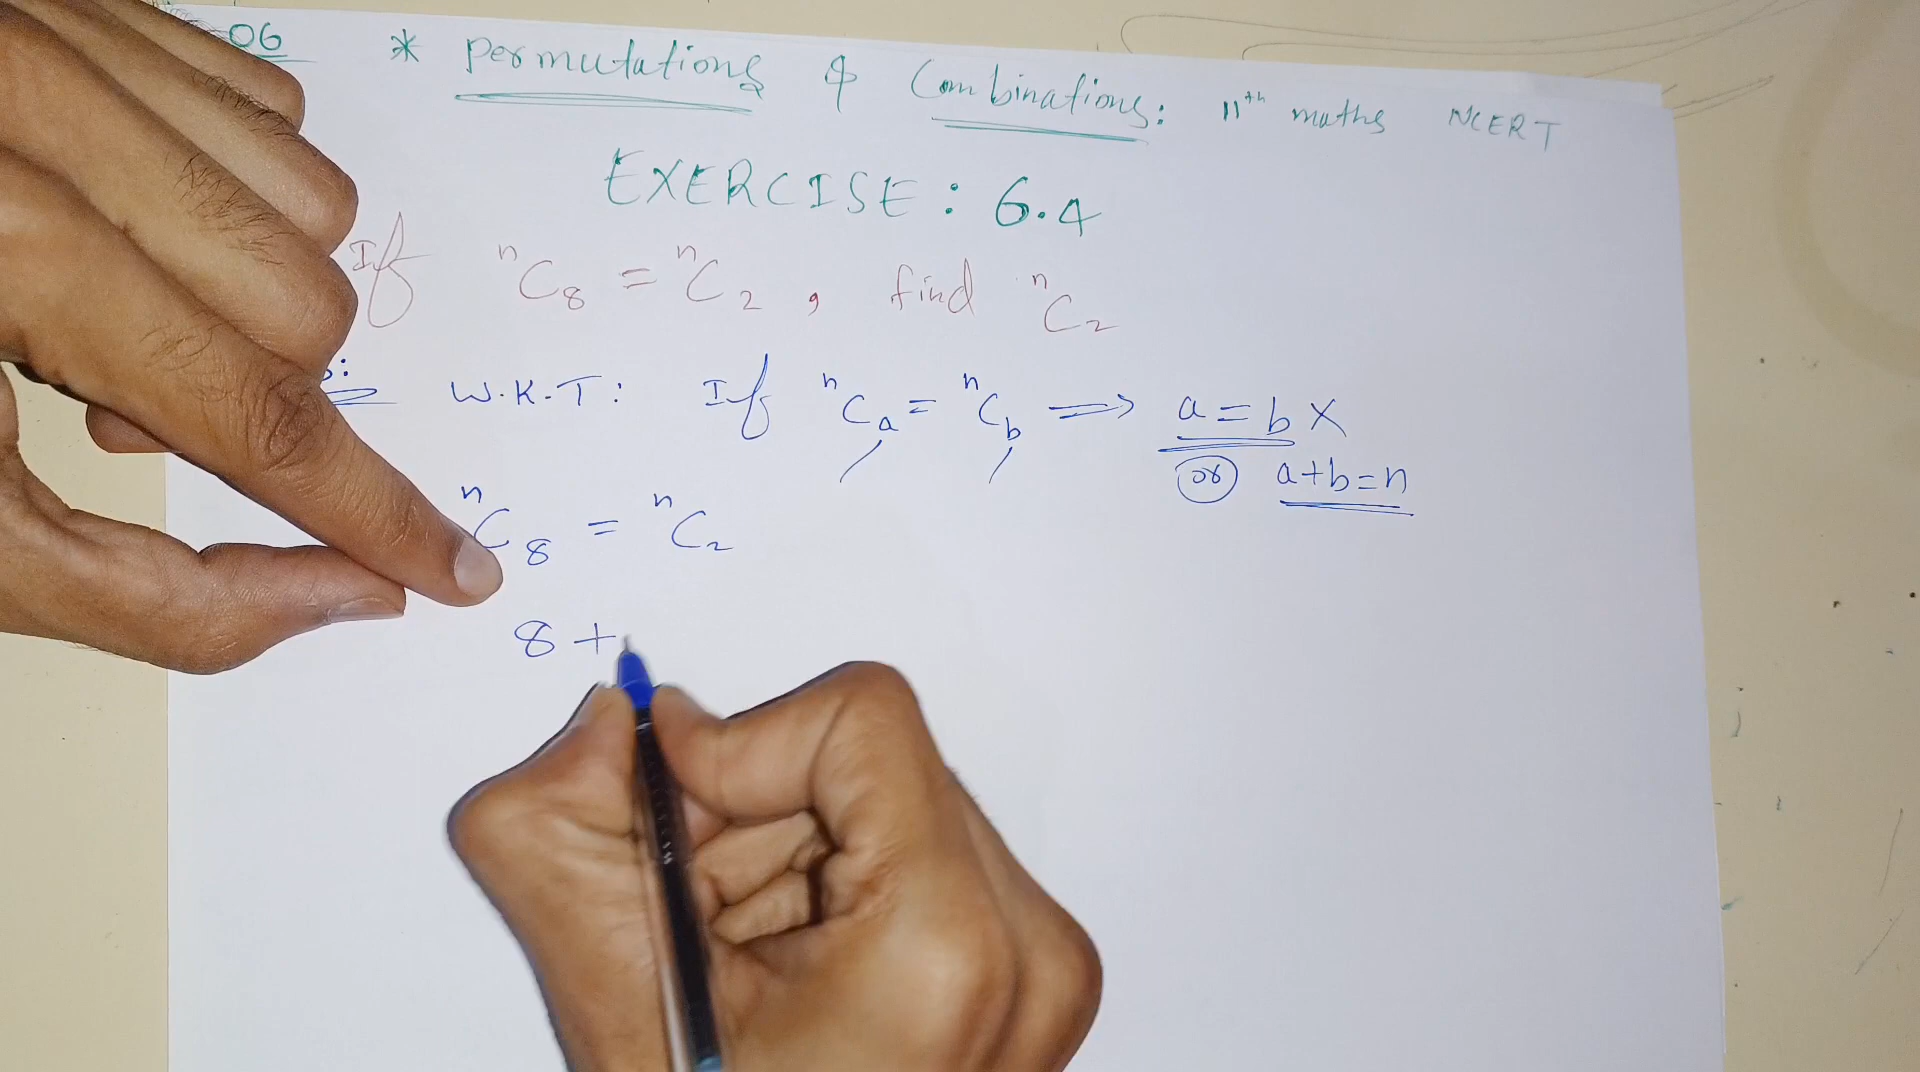 06 * Permutations & Combinations: 11th maths NCERT
EXERCISE: 6.4
If ⁿC₈ = ⁿC₂, find ⁿC₂
: W.K.T: If ⁿCₐ = ⁿC_b ⟹ a=b X
or a+b=n
ⁿC₈ = ⁿC₂
8 +